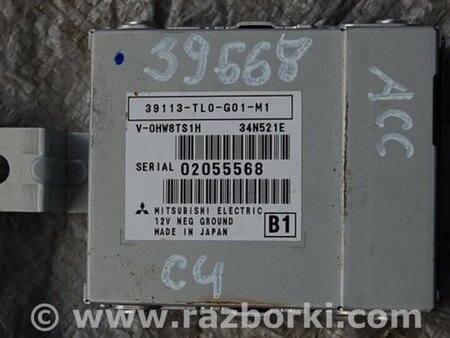 39668
39113-TL0-G01-M1
V-0HW8TS1H 34N521E
SERIAL 02055568
MITSUBISHI ELECTRIC
12V NEG GROUND
MADE IN JAPAN
B1
C4
ACC
www.razborki.com